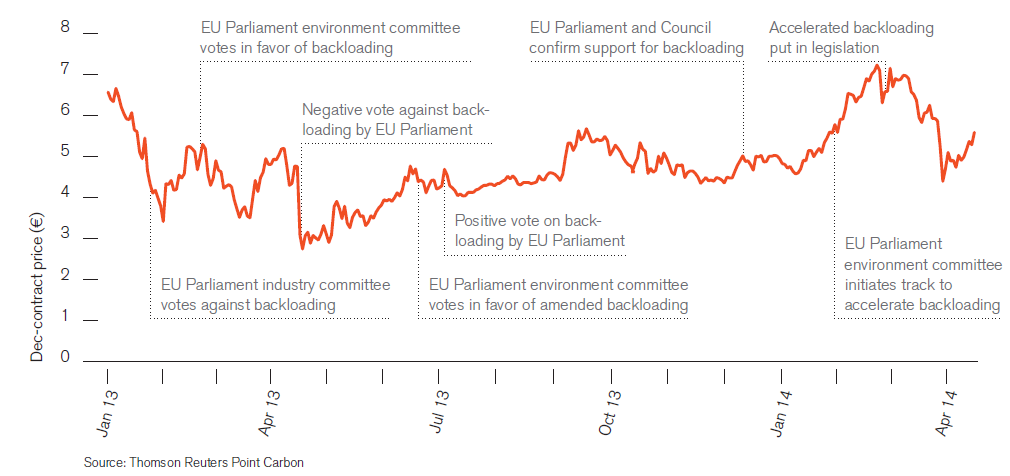 8
7
6
5
4
3
2
1
0
Dec-contract price (€)
EU Parliament environment committee
votes in favor of backloading
Negative vote against back-
loading by EU Parliament
EU Parliament and Council
confirm support for backloading
Accelerated backloading
put in legislation
Positive vote on back-
loading by EU Parliament
EU Parliament industry committee
votes against backloading
EU Parliament environment committee
votes in favor of amended backloading
EU Parliament
environment committee
initiates track to
accelerate backloading
Jan 13
Apr 13
Jul 13
Oct 13
Jan 14
Apr 14
Source: Thomson Reuters Point Carbon